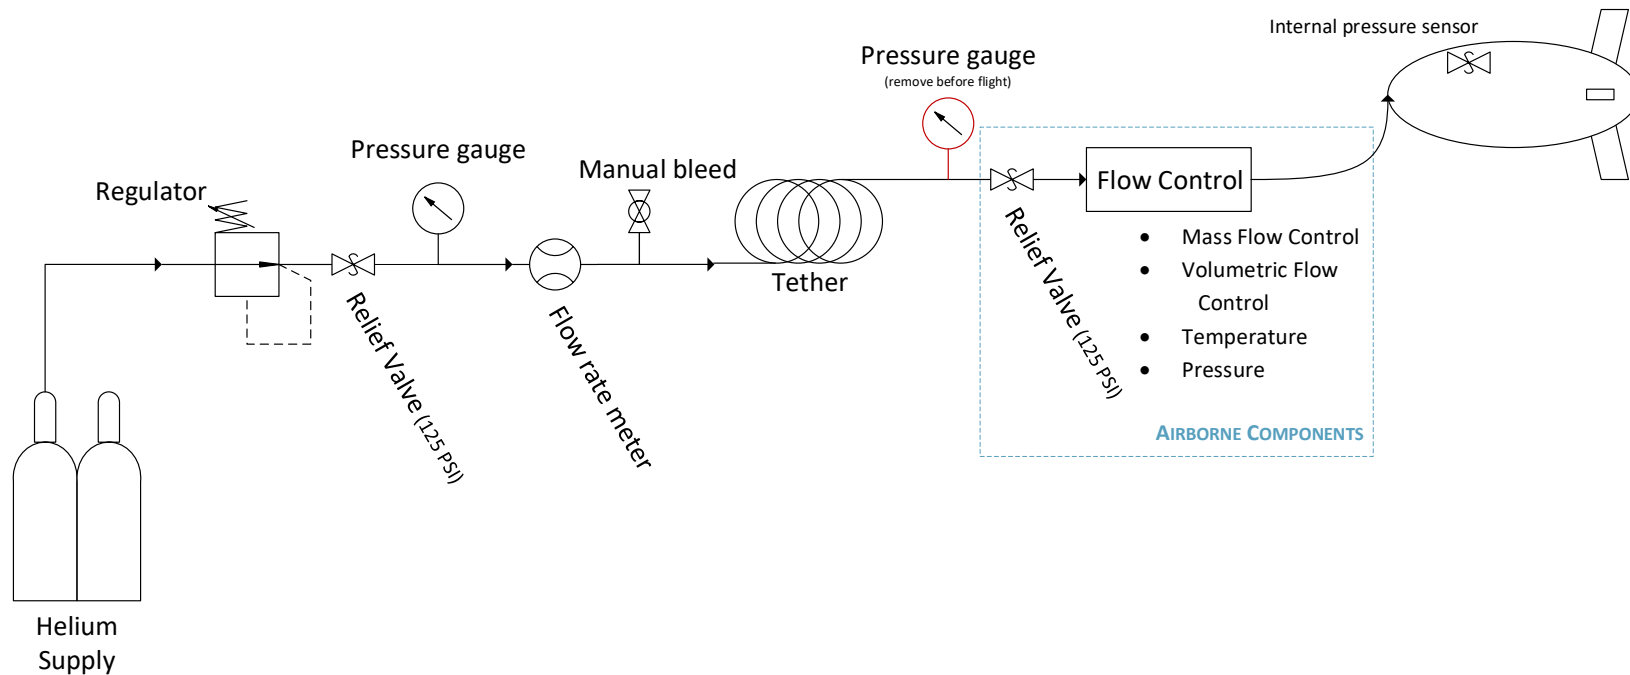 Internal pressure sensor
Pressure gauge
(remove before flight)
Pressure gauge
Manual bleed
Regulator
Flow Control
Tether
Relief Valve (125 PSI)
Flow rate meter
Relief Valve (125 PSI)
• Mass Flow Control
• Volumetric Flow
Control
• Temperature
• Pressure
AIRBORNE COMPONENTS
Helium
Supply